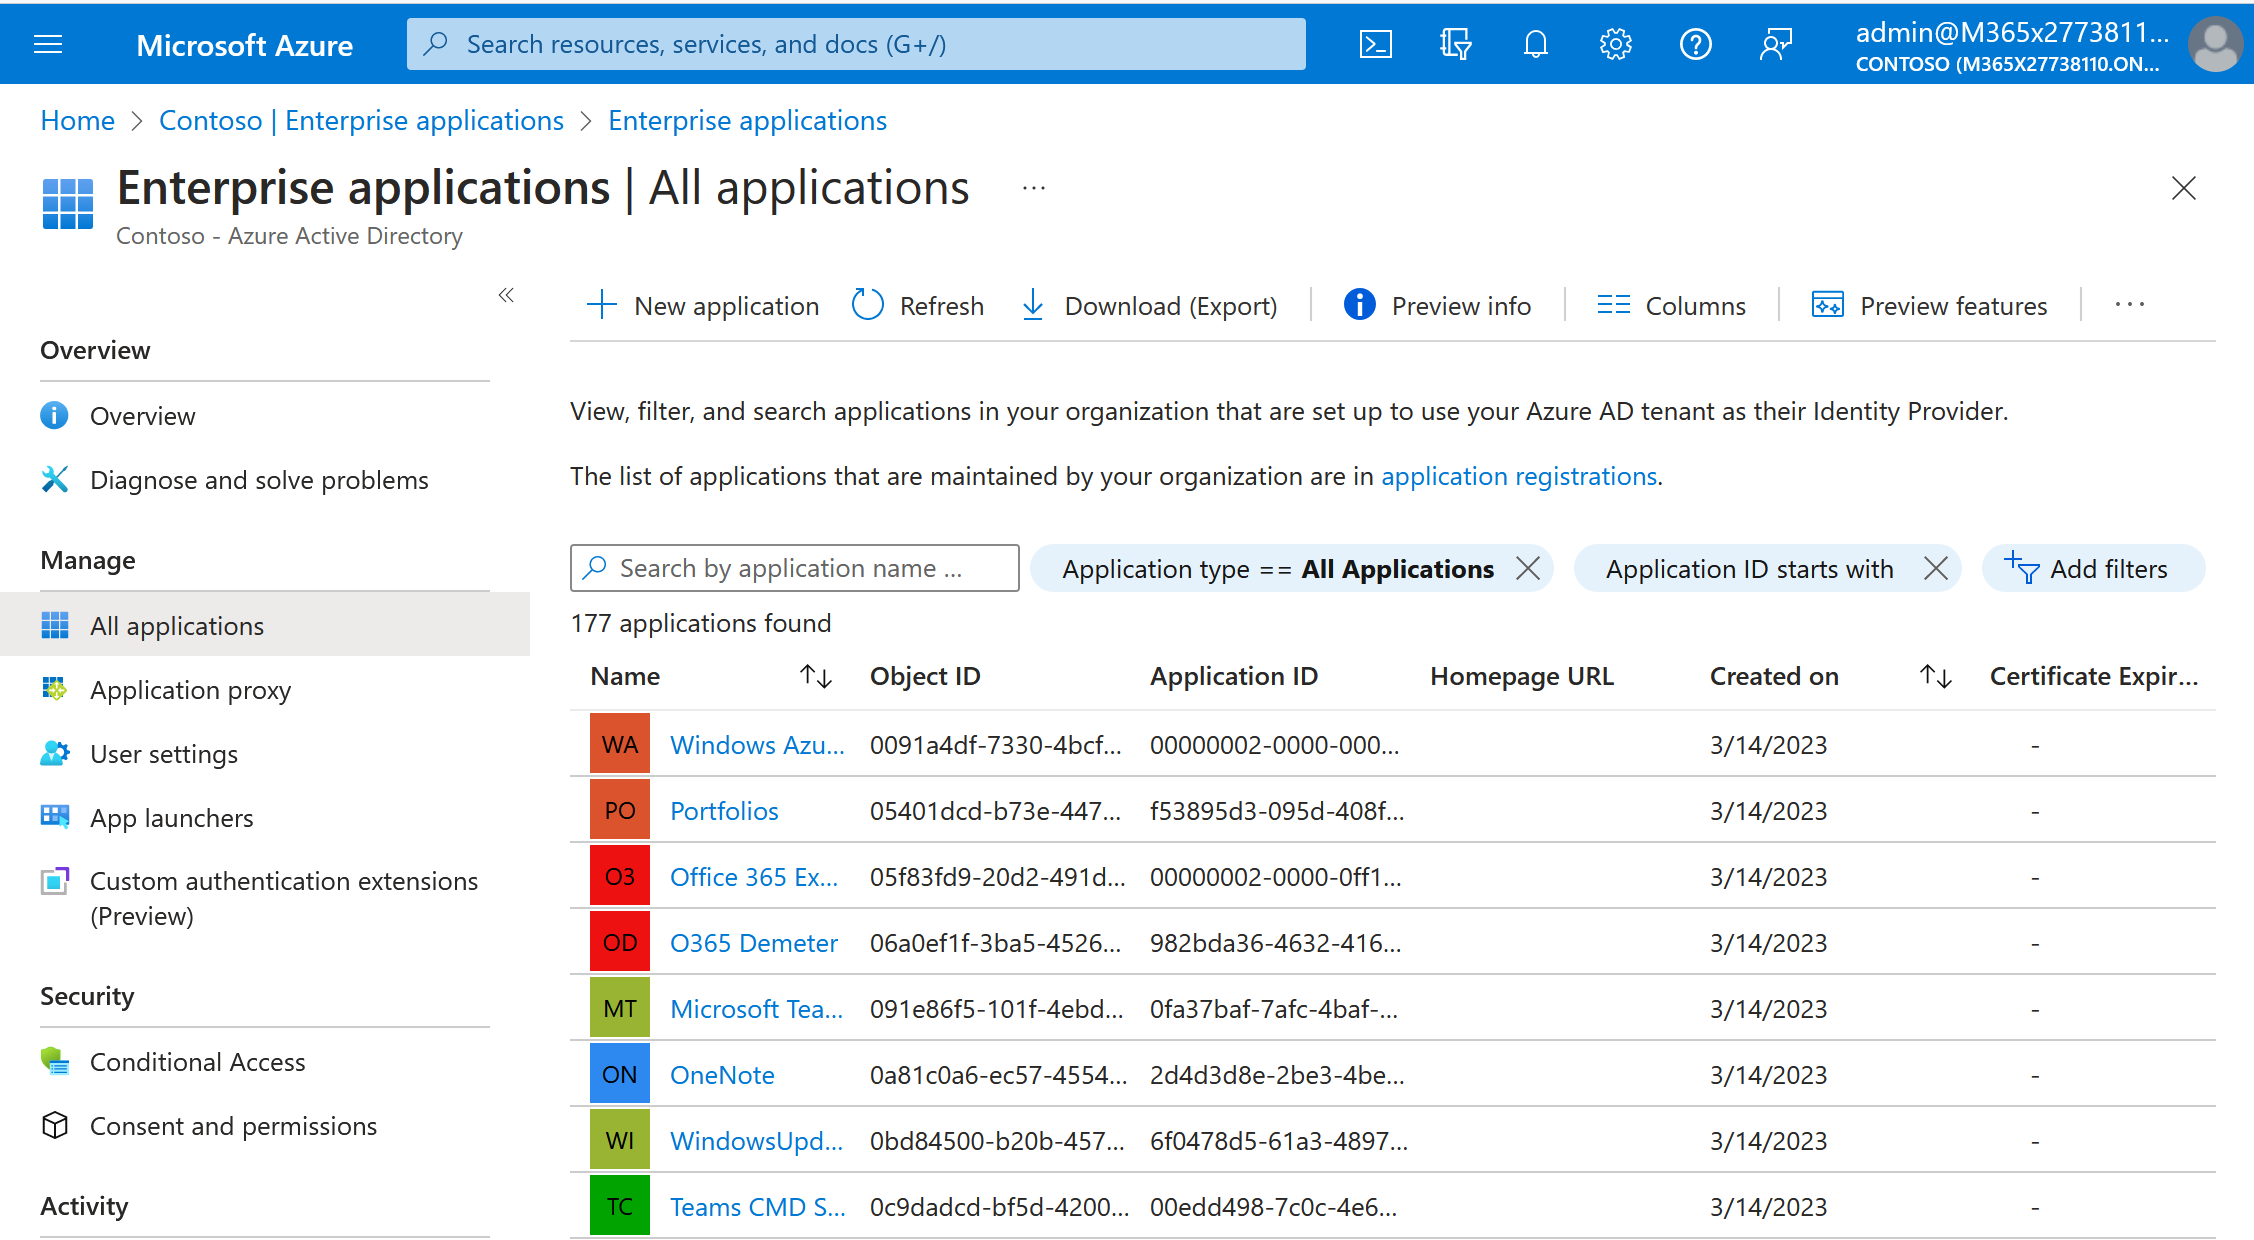 Microsoft Azure
Search resources, services, and docs (G+/)
admin@M365x2773811...
CONTOSO (M365X27738110.ON...
Home > Contoso | Enterprise applications > Enterprise applications
Enterprise applications | All applications ...
Contoso - Azure Active Directory
«
New application
Refresh
Download (Export)
Preview info
Columns
Preview features
...
Overview
Overview
Diagnose and solve problems
Manage
All applications
Application proxy
User settings
App launchers
Custom authentication extensions
(Preview)
Security
Conditional Access
Consent and permissions
Activity
View, filter, and search applications in your organization that are set up to use your Azure AD tenant as their Identity Provider.
The list of applications that are maintained by your organization are in application registrations.
Search by application name ...
Application type == All Applications
Application ID starts with
Add filters
177 applications found
Name Object ID Application ID Homepage URL Created on Certificate Expir...
WA Windows Azu... 0091a4df-7330-4bcf... 00000002-0000-000... 3/14/2023 -
PO Portfolios 05401dcd-b73e-447... f53895d3-095d-408f... 3/14/2023 -
O3 Office 365 Ex... 05f83fd9-20d2-491d... 00000002-0000-0ff1... 3/14/2023 -
OD O365 Demeter 06a0ef1f-3ba5-4526... 982bda36-4632-416... 3/14/2023 -
MT Microsoft Tea... 091e86f5-101f-4ebd... 0fa37baf-7afc-4baf-... 3/14/2023 -
ON OneNote 0a81c0a6-ec57-4554... 2d4d3d8e-2be3-4be... 3/14/2023 -
WI WindowsUpd... 0bd84500-b20b-457... 6f0478d5-61a3-4897... 3/14/2023 -
TC Teams CMD S... 0c9dadcd-bf5d-4200... 00edd498-7c0c-4e6... 3/14/2023 -